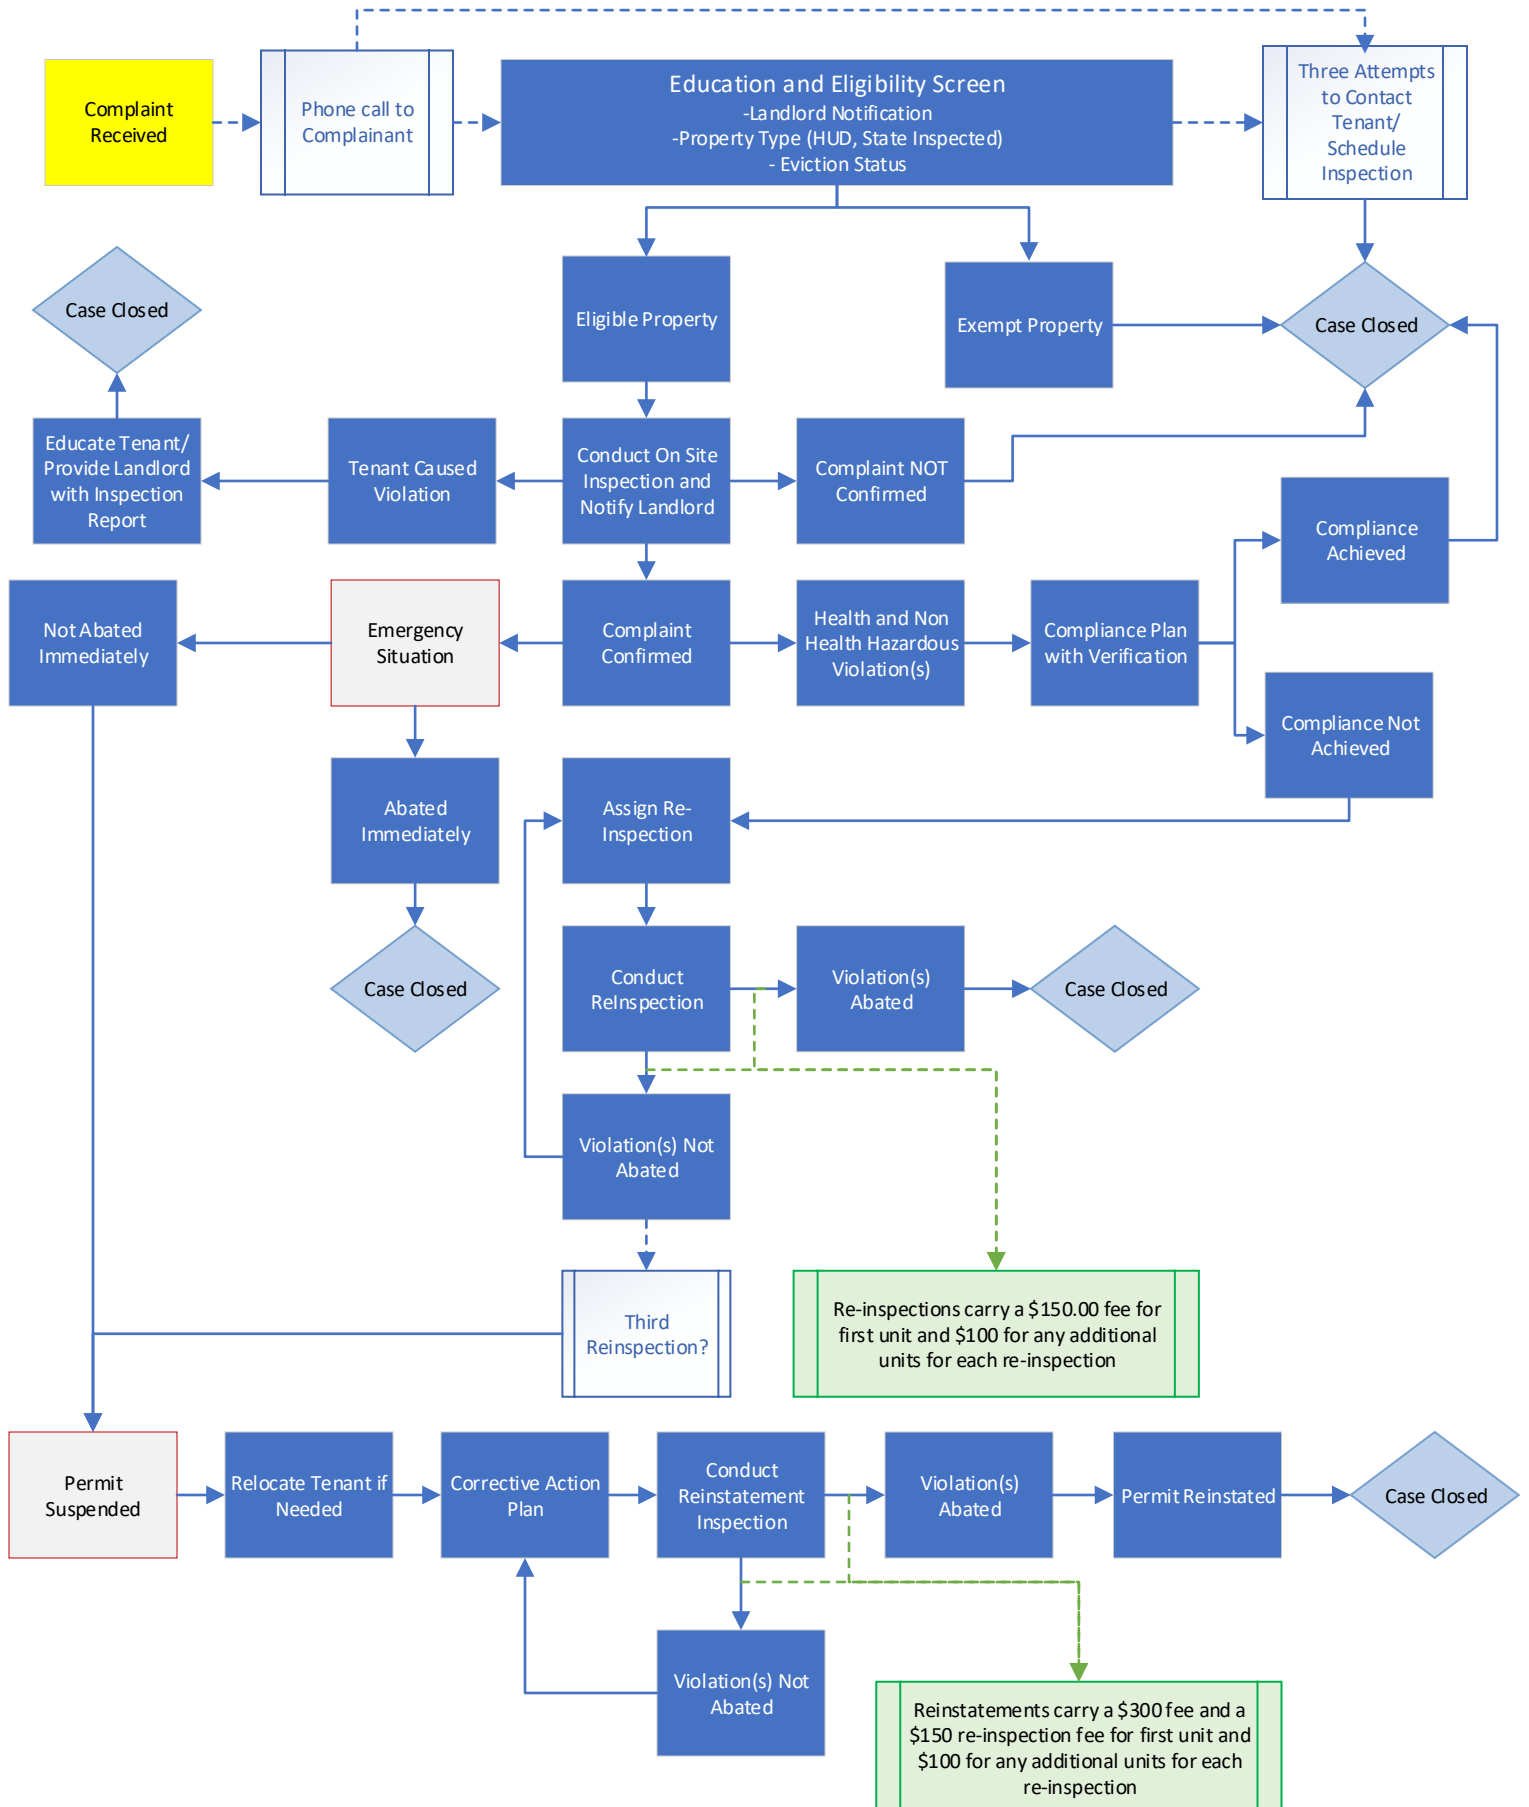 Complaint
Received
Phone call to
Complainant
Education and Eligibility Screen
-Landlord Notification
-Property Type (HUD, State Inspected)
- Eviction Status
Three Attempts
to Contact
Tenant/
Schedule
Inspection
Case Closed
Eligible Property
Exempt Property
Case Closed
Educate Tenant/
Provide Landlord
with Inspection
Report
Tenant Caused
Violation
Conduct On Site
Inspection and
Notify Landlord
Complaint NOT
Confirmed
Compliance
Achieved
Not Abated
Immediately
Emergency
Situation
Complaint
Confirmed
Health and Non
Health Hazardous
Violation(s)
Compliance Plan
with Verification
Compliance Not
Achieved
Abated
Immediately
Assign Re-
Inspection
Case Closed
Conduct
ReInspection
Violation(s)
Abated
Case Closed
Violation(s) Not
Abated
Third
Reinspection?
Re-inspections carry a $150.00 fee for
first unit and $100 for any additional
units for each re-inspection
Permit
Suspended
Relocate Tenant if
Needed
Corrective Action
Plan
Conduct
Reinstatement
Inspection
Violation(s)
Abated
Permit Reinstated
Case Closed
Violation(s) Not
Abated
Reinstatements carry a $300 fee and a
$150 re-inspection fee for first unit and
$100 for any additional units for each
re-inspection